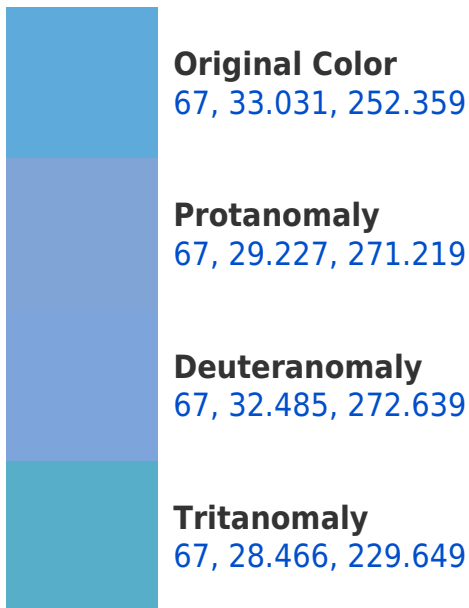 Original Color
67, 33.031, 252.359
Protanomaly
67, 29.227, 271.219
Deuteranomaly
67, 32.485, 272.639
Tritanomaly
67, 28.466, 229.649